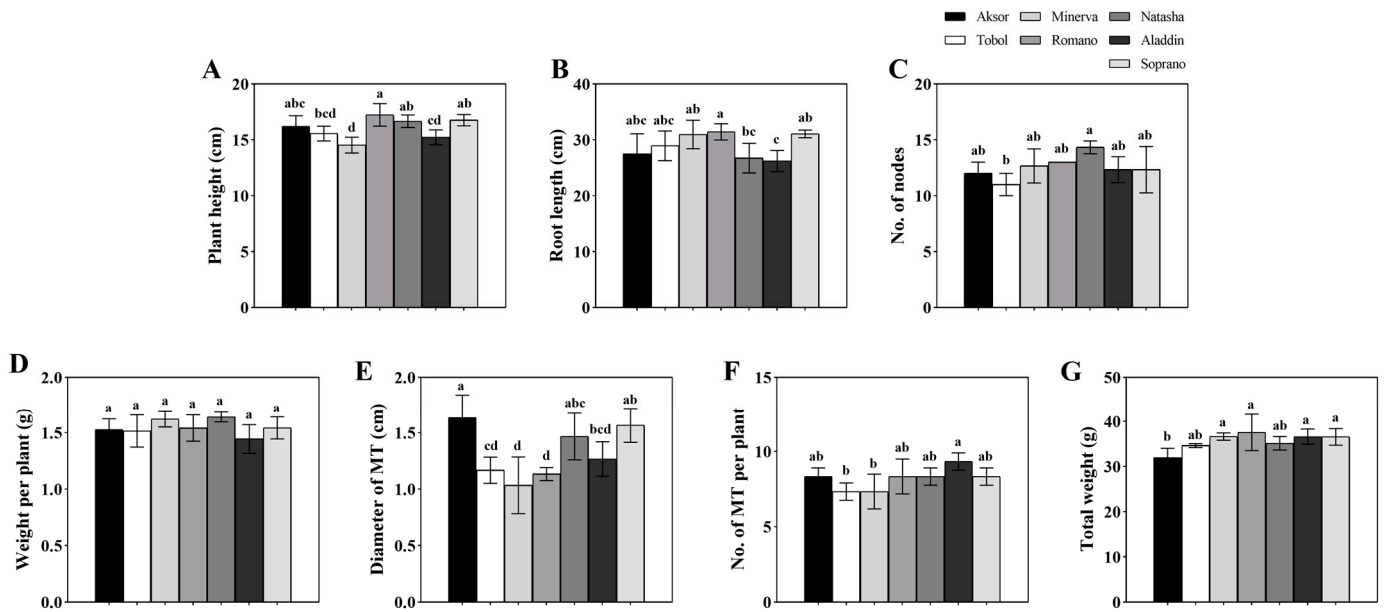 Aksor Minerva Natasha
Tobol Romano Aladdin
Soprano
A
Plant height (cm)
20
15
10
5
0
abc bcd d a ab cd ab
B
Root length (cm)
40
30
20
10
0
abc abc ab a bc c ab
C
No. of nodes
20
15
10
5
0
ab b ab ab a ab ab
D
Weight per plant (g)
2.0
1.5
1.0
0.5
0.0
a a a a a a a
E
Diameter of MT (cm)
2.0
1.5
1.0
0.5
0.0
a cd d d abc bcd ab
F
No. of MT per plant
15
10
5
0
ab b b ab ab a ab
G
Total weight (g)
50
40
30
20
10
0
b ab a a ab a a